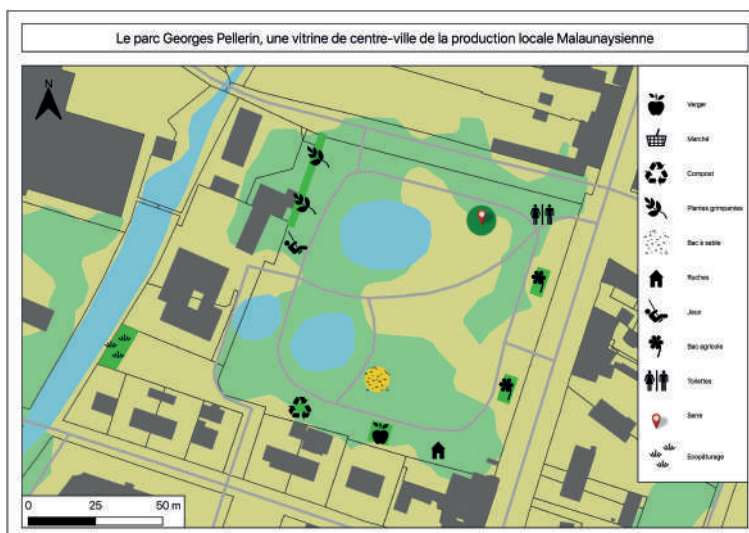 Le parc Georges Pellerin, une vitrine de centre-ville de la production locale Malaunaysienne
N
Verger
Marché
Compost
Plantes grimpantes
Bac à sable
Ruches
Jeux
Bac agricole
Toilettes
Serre
Ecopâturage
0 25 50 m